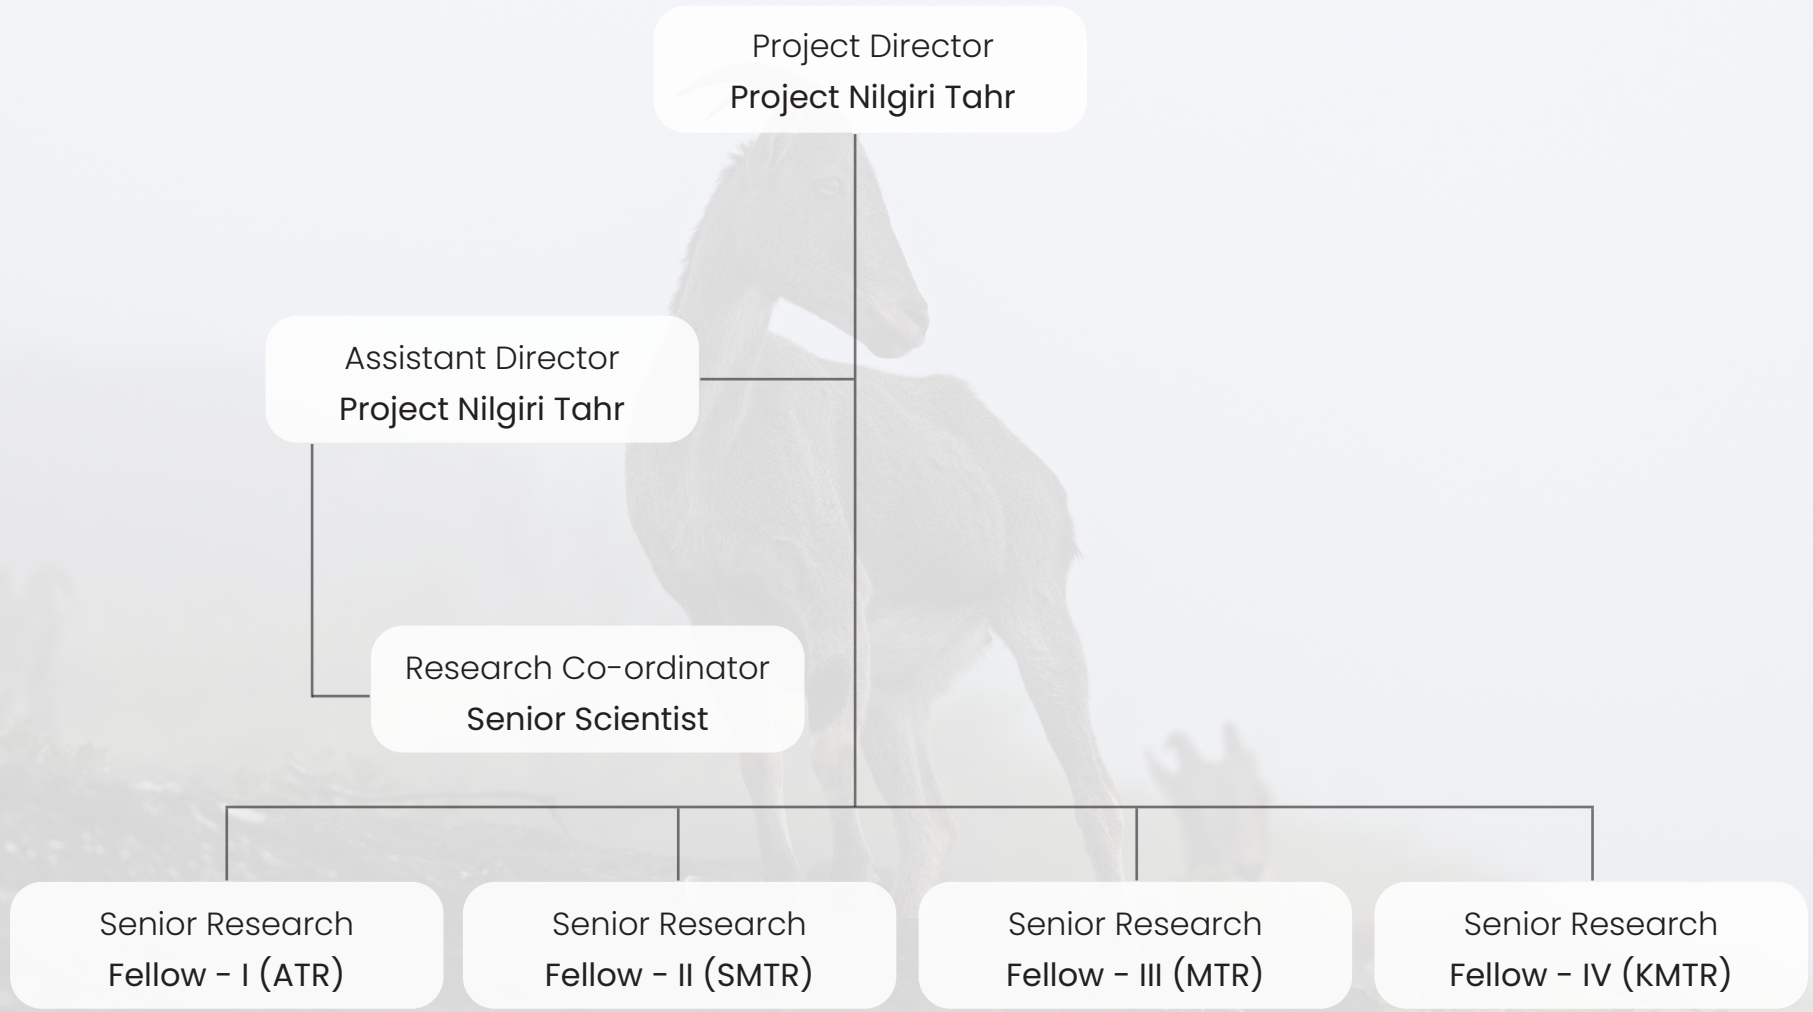 Project Director
Project Nilgiri Tahr
Assistant Director
Project Nilgiri Tahr
Research Co-ordinator
Senior Scientist
Senior Research
Fellow - I (ATR)
Senior Research
Fellow - II (SMTR)
Senior Research
Fellow - III (MTR)
Senior Research
Fellow - IV (KMTR)